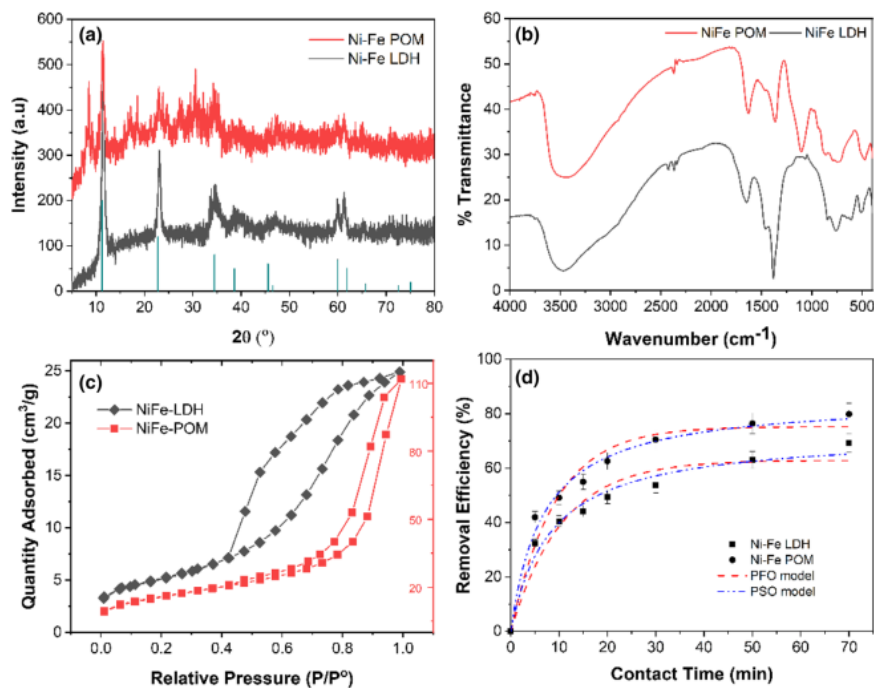 (a)
Ni-Fe POM
Ni-Fe LDH
600
500
400
300
200
100
0
Intensity (a.u)
10 20 30 40 50 60 70 80
2θ (°)
(b)
NiFe POM NiFe LDH
60
50
40
30
20
10
0
% Transmittance
4000 3500 3000 2500 2000 1500 1000 500
Wavenumber (cm-1)
(c)
NiFe-LDH
NiFe-POM
25
20
15
10
5
0
Quantity Adsorbed (cm3/g)
110
80
50
20
0.0 0.2 0.4 0.6 0.8 1.0
Relative Pressure (P/Po)
(d)
100
80
60
40
20
0
Removal Efficiency (%)
Ni-Fe LDH
Ni-Fe POM
PFO model
PSO model
0 10 20 30 40 50 60 70
Contact Time (min)